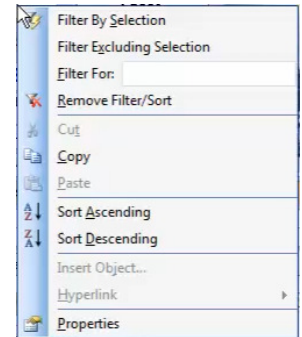 Filter By Selection
Filter Excluding Selection
Filter For:
Remove Filter/Sort
Cut
Copy
Paste
Sort Ascending
Sort Descending
Insert Object...
Hyperlink
Properties